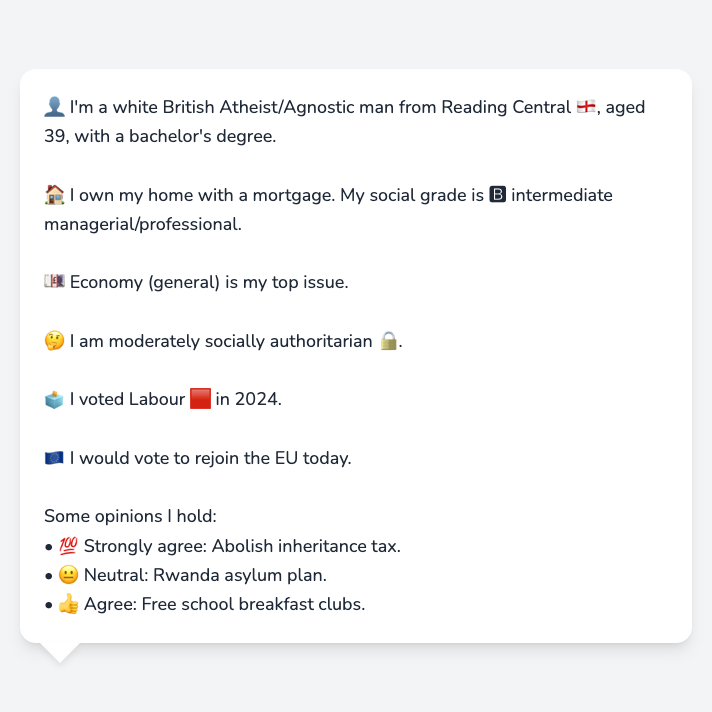 👤 I'm a white British Atheist/Agnostic man from Reading Central 🏴󠁧󠁢󠁥󠁮󠁧󠁿, aged
39, with a bachelor's degree.
🏠 I own my home with a mortgage. My social grade is 🅱 intermediate
managerial/professional.
💷 Economy (general) is my top issue.
🤔 I am moderately socially authoritarian 🔒.
🗳️ I voted Labour 🟥 in 2024.
🇪🇺 I would vote to rejoin the EU today.
Some opinions I hold:
• 💯 Strongly agree: Abolish inheritance tax.
• 😐 Neutral: Rwanda asylum plan.
• 👍 Agree: Free school breakfast clubs.